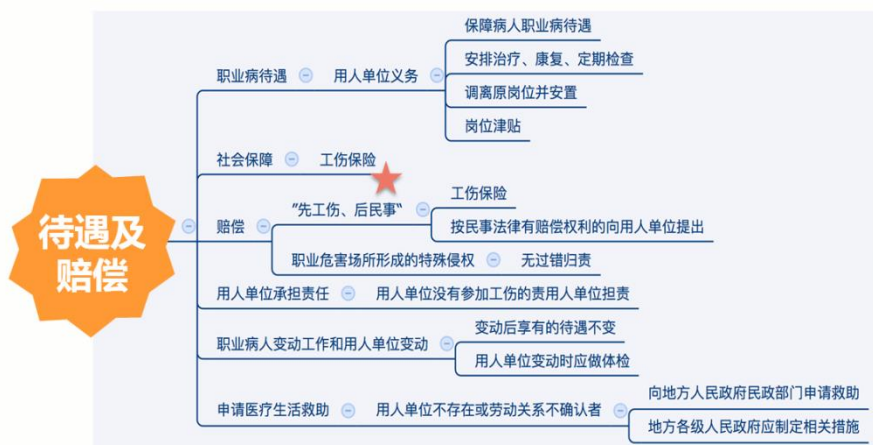 待遇及
赔偿
职业病待遇
用人单位义务
保障病人职业病待遇
安排治疗、康复、定期检查
调离原岗位并安置
岗位津贴
社会保障
工伤保险
赔偿
"先工伤、后民事"
工伤保险
按民事法律有赔偿权利的向用人单位提出
职业危害场所形成的特殊侵权
无过错归责
用人单位承担责任
用人单位没有参加工伤的责用人单位担责
职业病人变动工作和用人单位变动
变动后享有的待遇不变
用人单位变动时应做体检
申请医疗生活救助
用人单位不存在或劳动关系不确认者
向地方人民政府民政部门申请救助
地方各级人民政府应制定相关措施